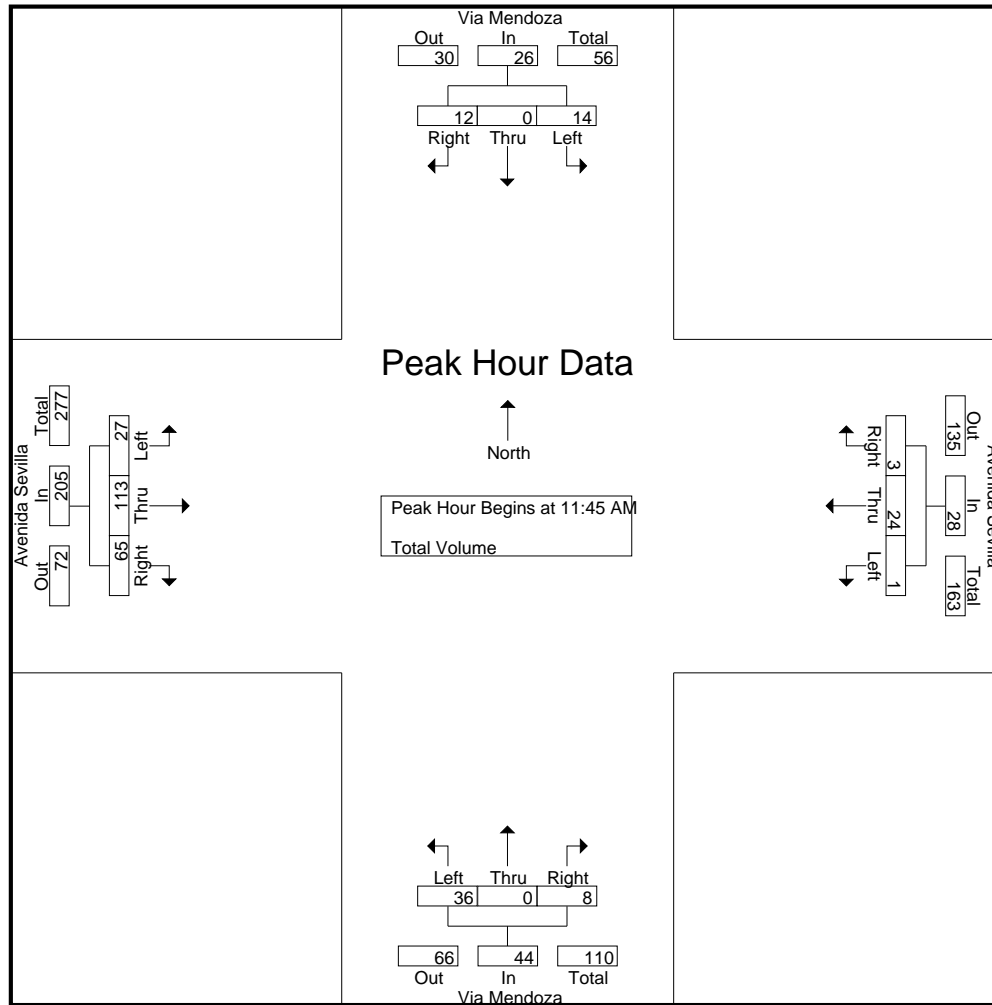 Via Mendoza
Out In Total
30 26 56
12 0 14
Right Thru Left
Peak Hour Data
North
Peak Hour Begins at 11:45 AM
Total Volume
Avenida Sevilla
Out In Total
72 205 277
65 113 27
Right Thru Left
Avenida Sevilla
Out In Total
135 28 163
3 24 1
Right Thru Left
Left Thru Right
36 0 8
66 44 110
Out In Total
Via Mendoza